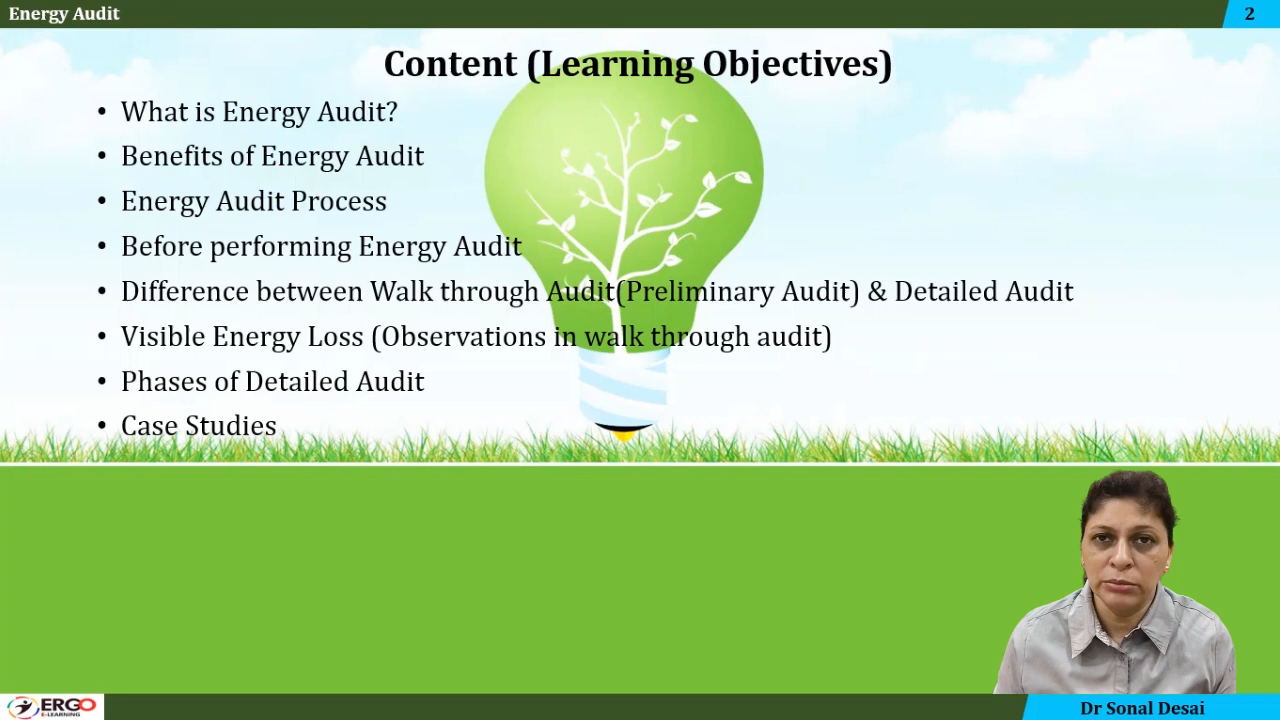 Energy Audit
2
Content (Learning Objectives)
• What is Energy Audit?
• Benefits of Energy Audit
• Energy Audit Process
• Before performing Energy Audit
• Difference between Walk through Audit(Preliminary Audit) & Detailed Audit
• Visible Energy Loss (Observations in walk through audit)
• Phases of Detailed Audit
• Case Studies
ERGO
E-LEARNING
Dr Sonal Desai